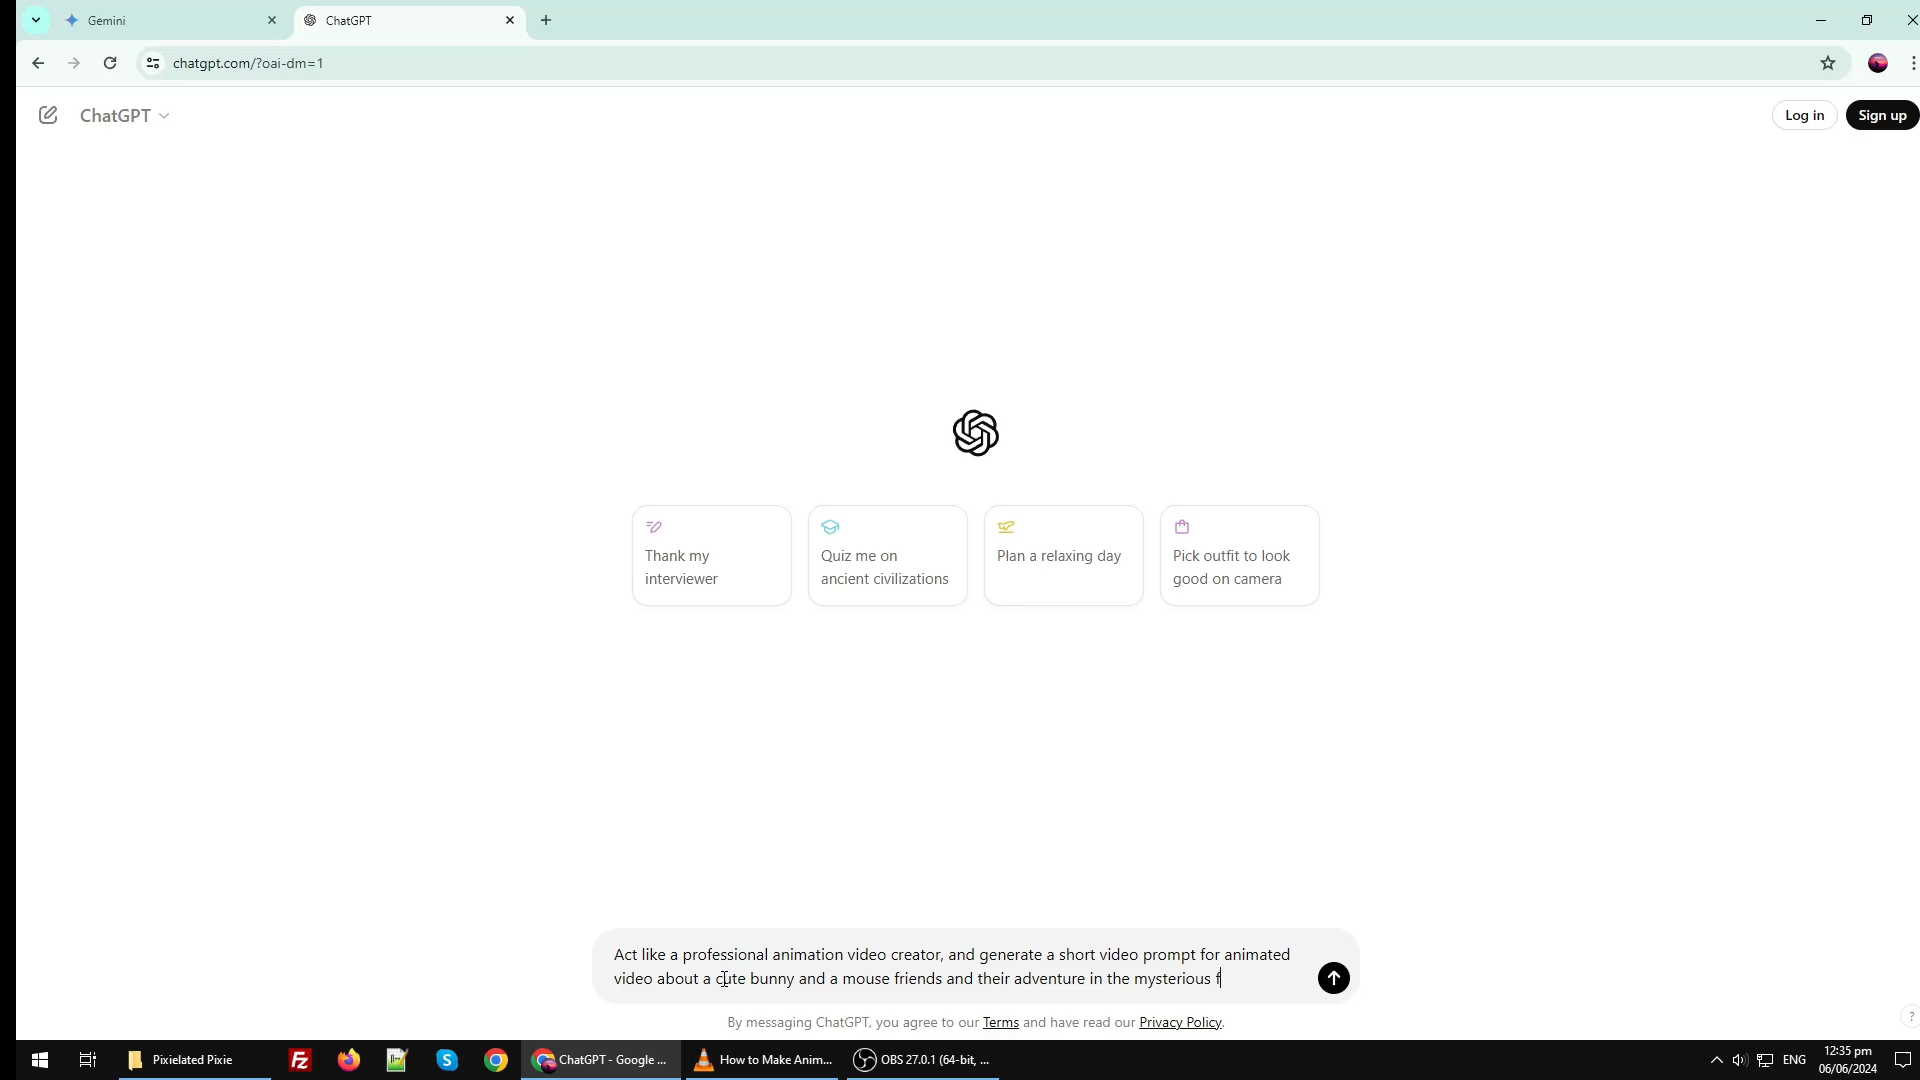 Gemini
ChatGPT
chatgpt.com/?oai-dm=1
ChatGPT
Log in
Sign up
Thank my
interviewer
Quiz me on
ancient civilizations
Plan a relaxing day
Pick outfit to look
good on camera
Act like a professional animation video creator, and generate a short video prompt for animated
video about a cute bunny and a mouse friends and their adventure in the mysterious f
By messaging ChatGPT, you agree to our Terms and have read our Privacy Policy.
?
Pixielated Pixie
ChatGPT - Google ...
How to Make Anim...
OBS 27.0.1 (64-bit, ...
ENG
12:35 pm
06/06/2024